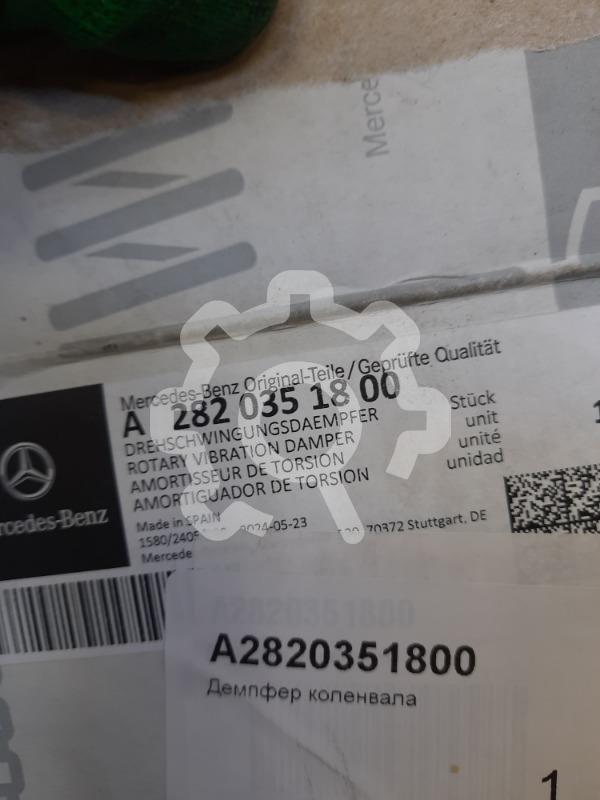 Merce
Mercedes-Benz Original-Teile/Geprüfte Qualität
A 282 035 18 00
DREHSCHWINGUNGSDAEMPFER
ROTARY VIBRATION DAMPER
AMORTISSEUR DE TORSION
AMORTIGUADOR DE TORSION
Stück
unit
unité
unidad
1
rcedes-Benz
Made in SPAIN
2024-05-23
70372 Stuttgart, DE
Mercede
A2820351800
A2820351800
Демпфер коленвала
1